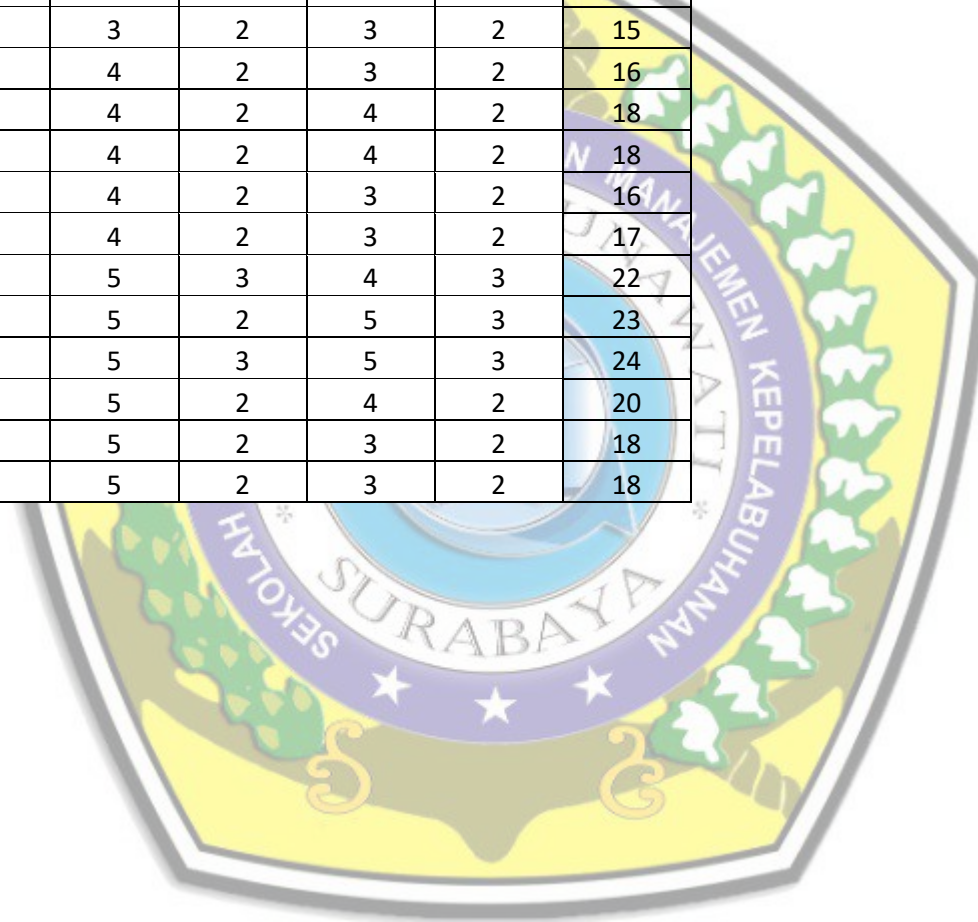 3 2 3 2 15
4 2 3 2 16
4 2 4 2 18
4 2 4 2 18
4 2 3 2 16
4 2 3 2 17
5 3 4 3 22
5 2 5 3 23
5 3 5 3 24
5 2 4 2 20
5 2 3 2 18
5 2 3 2 18
N MANAJEMEN KEPELABUHANAN
UNAWATI *
* SURABAYA
SEKOLAH